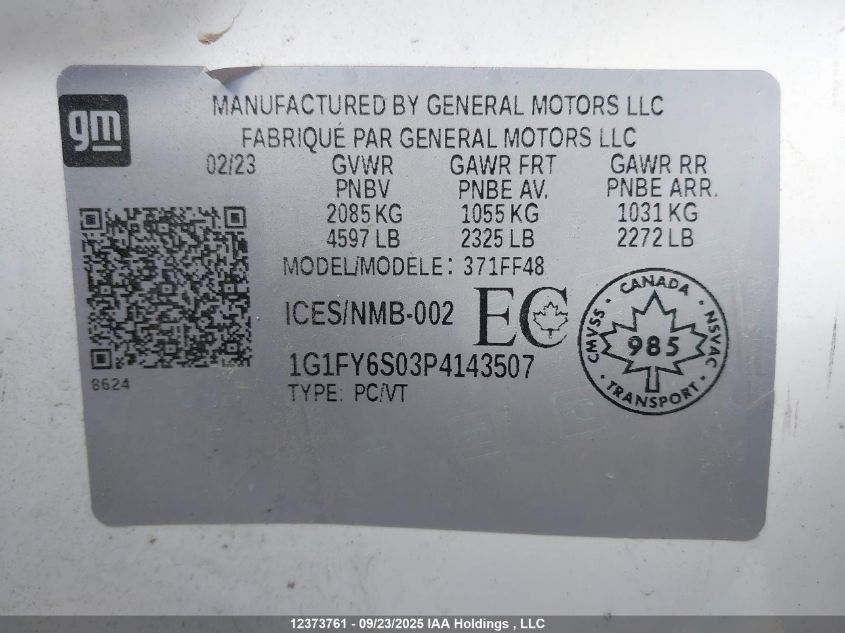 gm
MANUFACTURED BY GENERAL MOTORS LLC
FABRIQUÉ PAR GENERAL MOTORS LLC
02/23 GVWR GAWR FRT GAWR RR
PNBV PNBE AV. PNBE ARR.
2085 KG 1055 KG 1031 KG
4597 LB 2325 LB 2272 LB
MODEL/MODÈLE: 371FF48
ICES/NMB-002 EC
1G1FY6S03P4143507
TYPE: PC/VT
8624
CANADA
CMVSS 985 NSVAC
TRANSPORT
12373761 - 09/23/2025 IAA Holdings , LLC